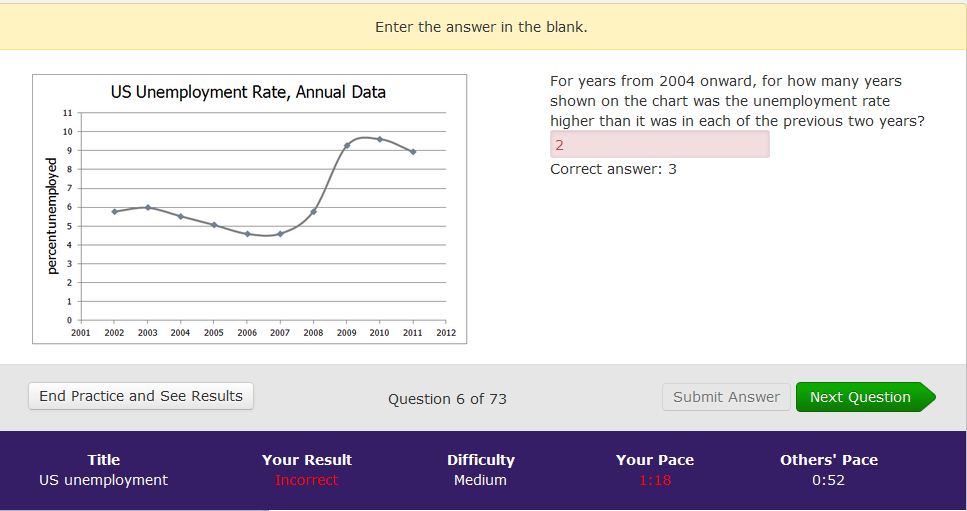 Enter the answer in the blank.
US Unemployment Rate, Annual Data
percentunemployed
11
10
9
8
7
6
5
4
3
2
1
0
2001 2002 2003 2004 2005 2006 2007 2008 2009 2010 2011 2012
For years from 2004 onward, for how many years
shown on the chart was the unemployment rate
higher than it was in each of the previous two years?
2
Correct answer: 3
End Practice and See Results
Question 6 of 73
Submit Answer
Next Question
Title Your Result Difficulty Your Pace Others' Pace
US unemployment Incorrect Medium 1:18 0:52